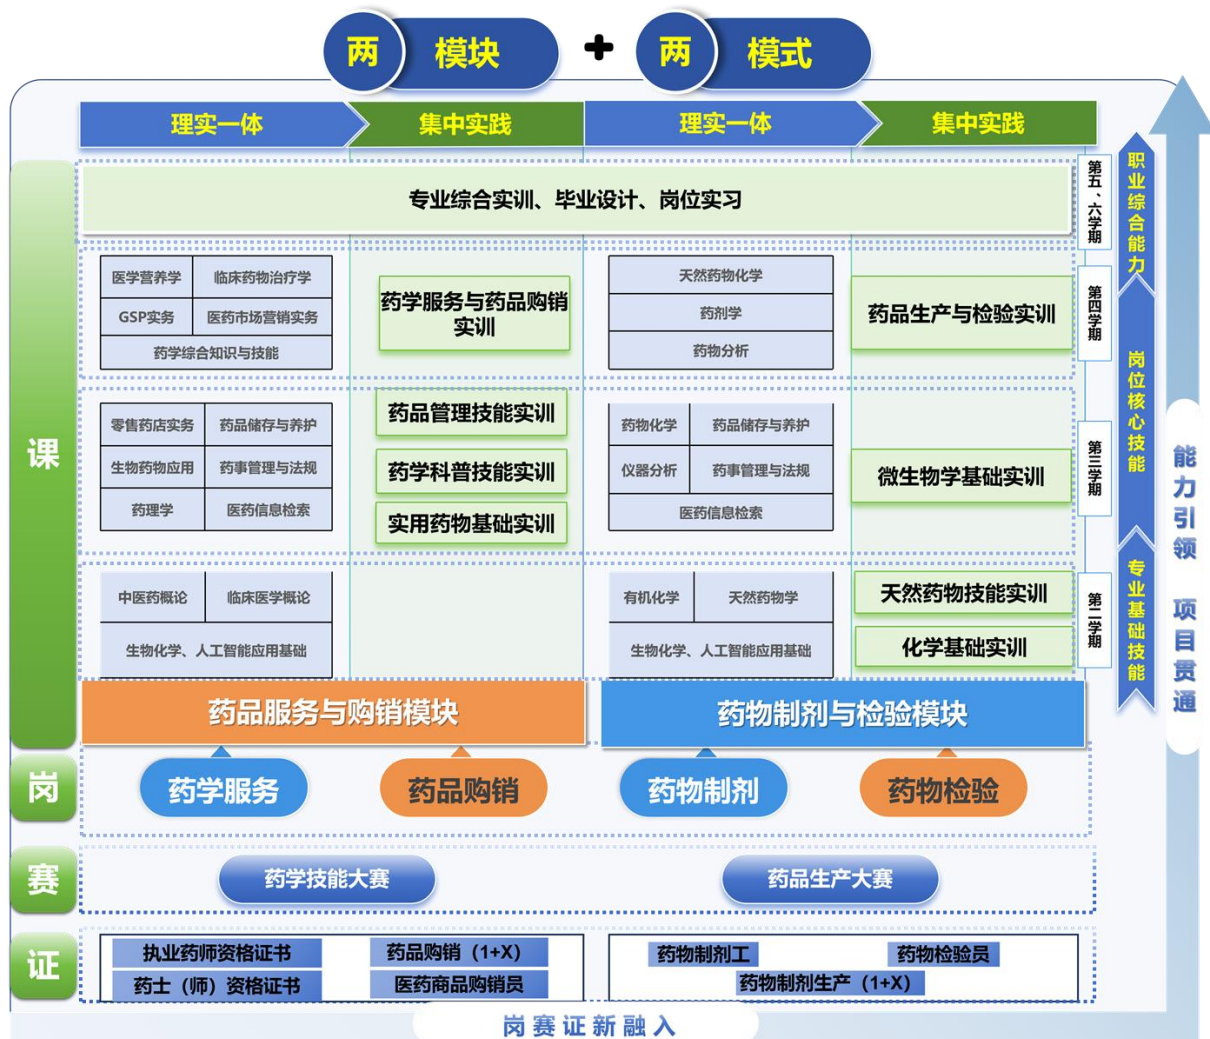 两 模块 + 两 模式
理实一体 集中实践 理实一体 集中实践
课
专业综合实训、毕业设计、岗位实习
第五、六学期
职业综合能力
医学营养学 临床药物治疗学
GSP实务 医药市场营销实务
药学综合知识与技能
药学服务与药品购销
实训
天然药物化学
药剂学
药物分析
药品生产与检验实训
第四学期
岗位核心技能
零售药店实务 药品储存与养护
生物药物应用 药事管理与法规
药理学 医药信息检索
药品管理技能实训
药学科普技能实训
实用药物基础实训
药物化学 药品储存与养护
仪器分析 药事管理与法规
医药信息检索
微生物学基础实训
第三学期
中医药概论 临床医学概论
生物化学、人工智能应用基础
有机化学 天然药物学
生物化学、人工智能应用基础
天然药物技能实训
化学基础实训
第二学期
专业基础技能
能力引领 项目贯通
药品服务与购销模块 药物制剂与检验模块
岗
药学服务 药品购销 药物制剂 药物检验
赛
药学技能大赛 药品生产大赛
证
执业药师资格证书 药品购销（1+X）
药士（师）资格证书 医药商品购销员
药物制剂工 药物检验员
药物制剂生产（1+X）
岗赛证新融入